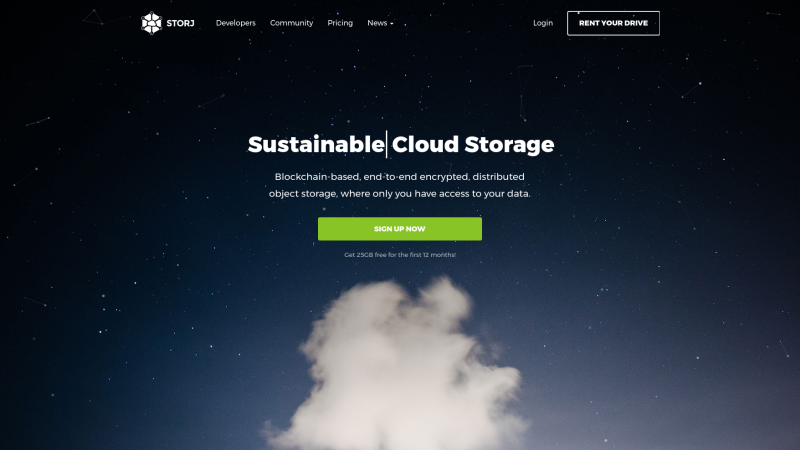 STORJ
Developers
Community
Pricing
News
Login
RENT YOUR DRIVE
Sustainable Cloud Storage
Blockchain-based, end-to-end encrypted, distributed
object storage, where only you have access to your data.
SIGN UP NOW
Get 25GB free for the first 12 months!